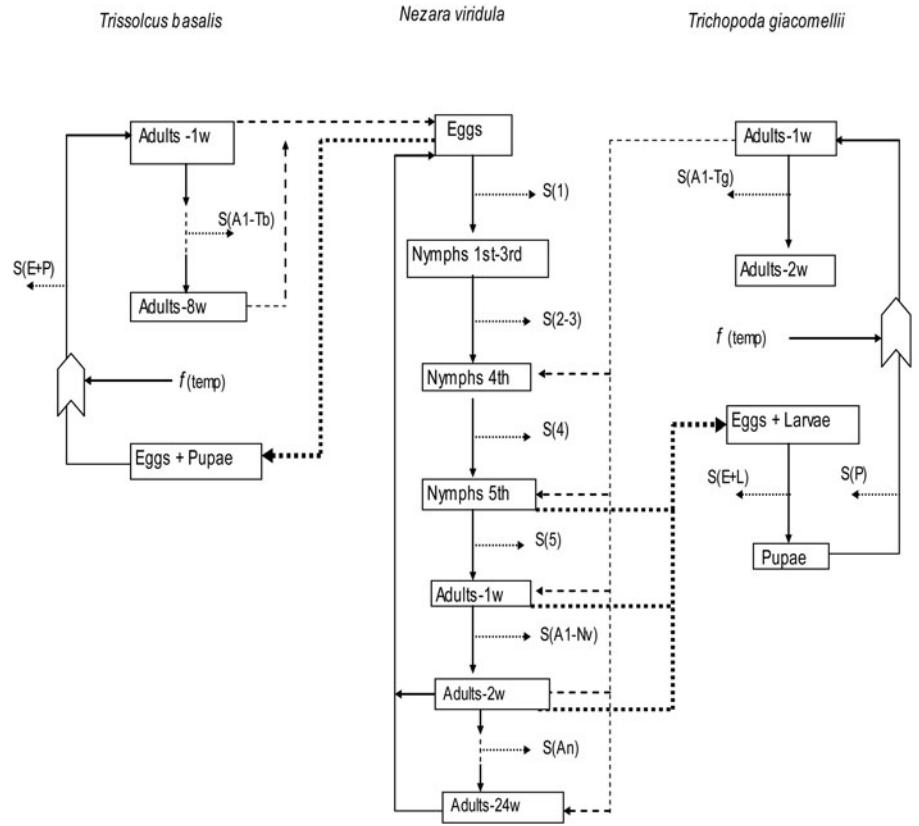 Trissolcus basalis
Nezara viridula
Trichopoda giacomellii
Adults -1w
S(A1-Tb)
Adults-8w
S(E+P)
f (temp)
Eggs + Pupae
Eggs
S(1)
Nymphs 1st-3rd
S(2-3)
Nymphs 4th
S(4)
Nymphs 5th
S(5)
Adults-1w
S(A1-Nv)
Adults-2w
S(An)
Adults-24w
Adults-1w
S(A1-Tg)
Adults-2w
f (temp)
Eggs + Larvae
S(E+L)
S(P)
Pupae